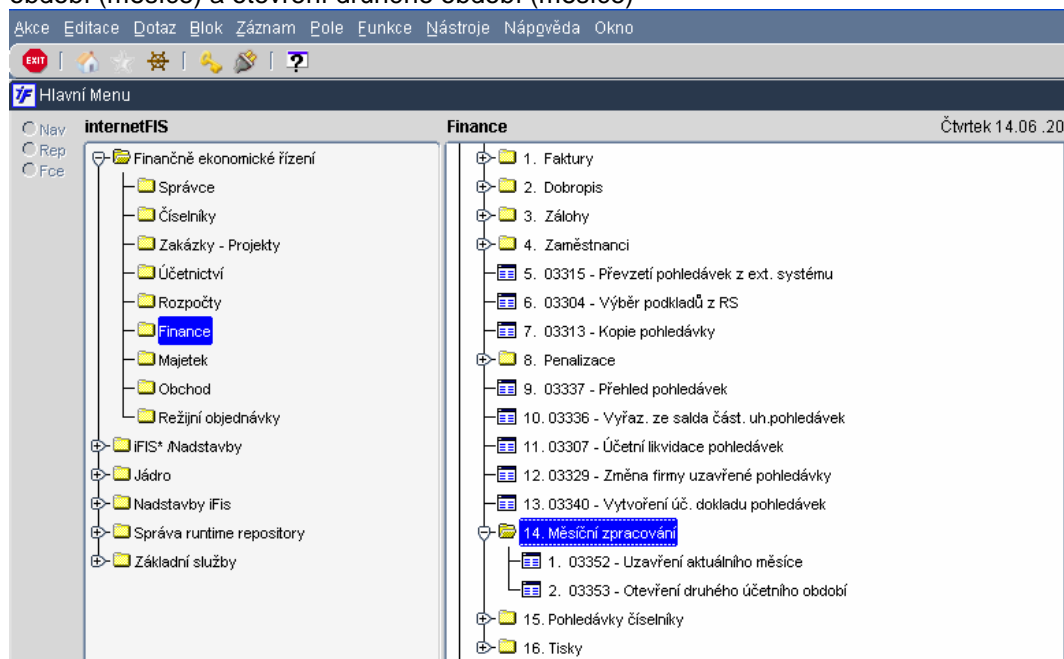 období (měsíce) a otevření druhého období (měsíce)
Akce Editace Dotaz Blok Záznam Pole Funkce Nástroje Nápověda Okno
EXIT
Hlavní Menu
Nav internetFIS Finance Čtvrtek 14.06 .20
Rep
Fce
Finančně ekonomické řízení
Správce
Číselníky
Zakázky - Projekty
Účetnictví
Rozpočty
Finance
Majetek
Obchod
Režijní objednávky
iFIS* /Nadstavby
Jádro
Nadstavby iFis
Správa runtime repository
Základní služby
1. Faktury
2. Dobropis
3. Zálohy
4. Zaměstnanci
5. 03315 - Převzetí pohledávek z ext. systému
6. 03304 - Výběr podkladů z RS
7. 03313 - Kopie pohledávky
8. Penalizace
9. 03337 - Přehled pohledávek
10. 03336 - Vyřaz. ze salda část. uh.pohledávek
11. 03307 - Účetní likvidace pohledávek
12. 03329 - Změna firmy uzavřené pohledávky
13. 03340 - Vytvoření úč. dokladu pohledávek
14. Měsíční zpracování
1. 03352 - Uzavření aktuálního měsíce
2. 03353 - Otevření druhého účetního období
15. Pohledávky číselníky
16. Tisky